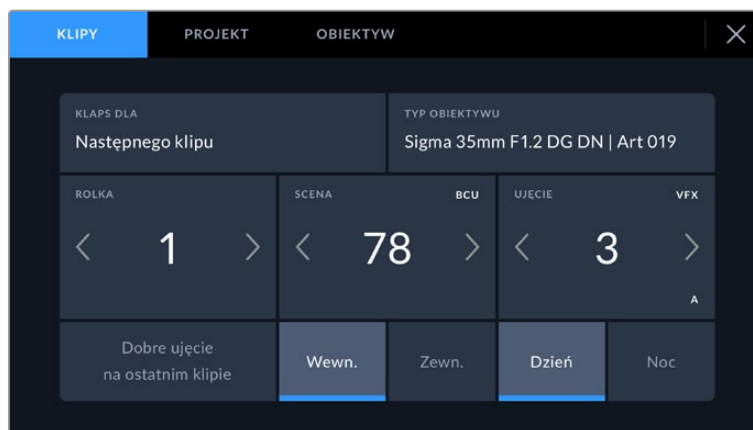 KLIPY PROJEKT OBIEKTYW
KLAPS DLA TYP OBIEKTYWU
Następnego klipu Sigma 35mm F1.2 DG DN | Art 019
ROLKA SCENA BCU UJĘCIE VFX
1 78 3
A
Dobre ujęcie
na ostatnim klipie
Wewn. Zewn. Dzień Noc